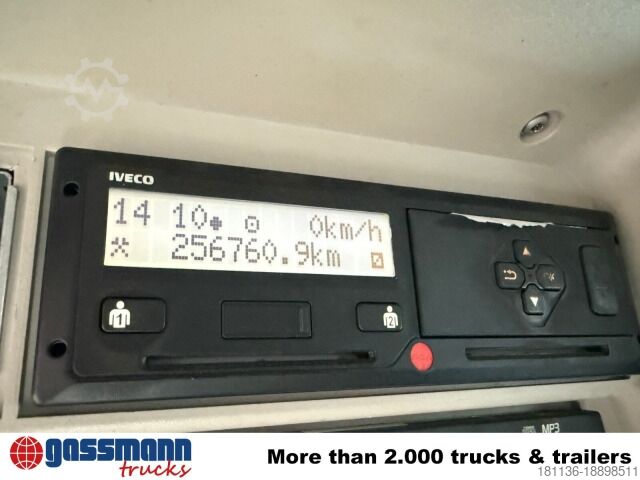 IVECO
14 10 0km/h
256760.9km
1
2
MP3
gassmann
trucks
More than 2.000 trucks & trailers
181136-18898511